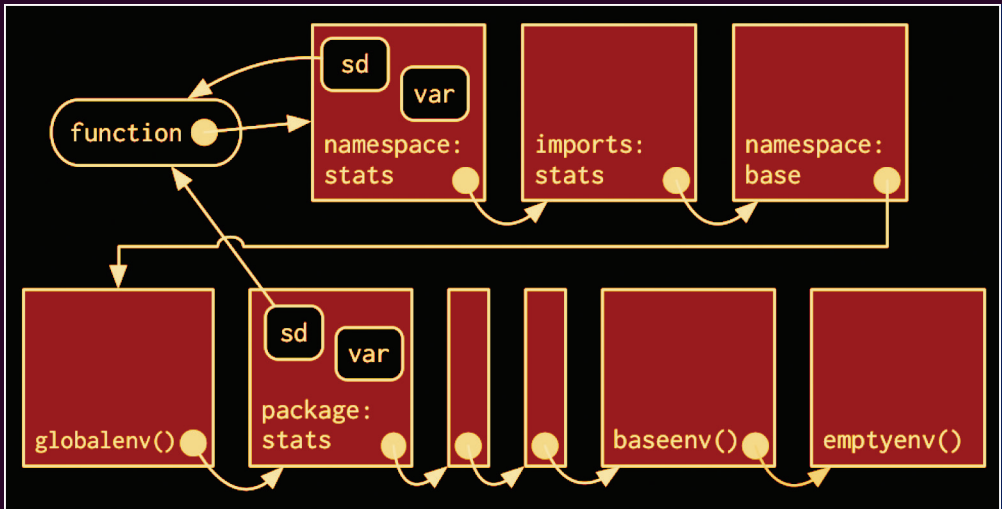 sd
var
function
namespace:
stats
imports:
stats
namespace:
base
sd
var
globalenv()
package:
stats
baseenv()
emptyenv()